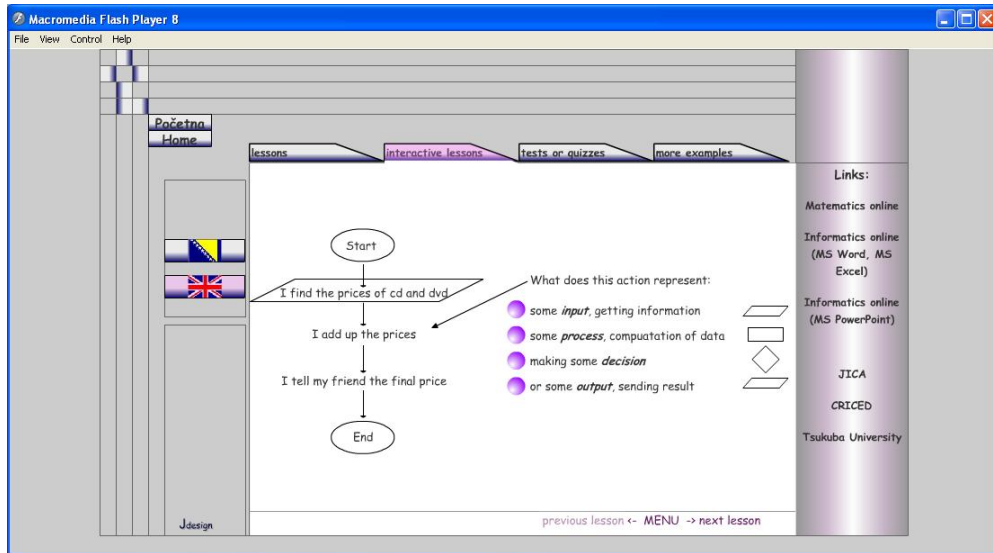 Macromedia Flash Player 8
File View Control Help
Početna
Home
lessons
interactive lessons
tests or quizzes
more examples
Start
I find the prices of cd and dvd
I add up the prices
I tell my friend the final price
End
What does this action represent:
some input, getting information
some process, compuatation of data
making some decision
or some output, sending result
Links:
Matematics online
Informatics online
(MS Word, MS
Excel)
Informatics online
(MS PowerPoint)
JICA
CRICED
Tsukuba University
Jdesign
previous lesson <- MENU -> next lesson